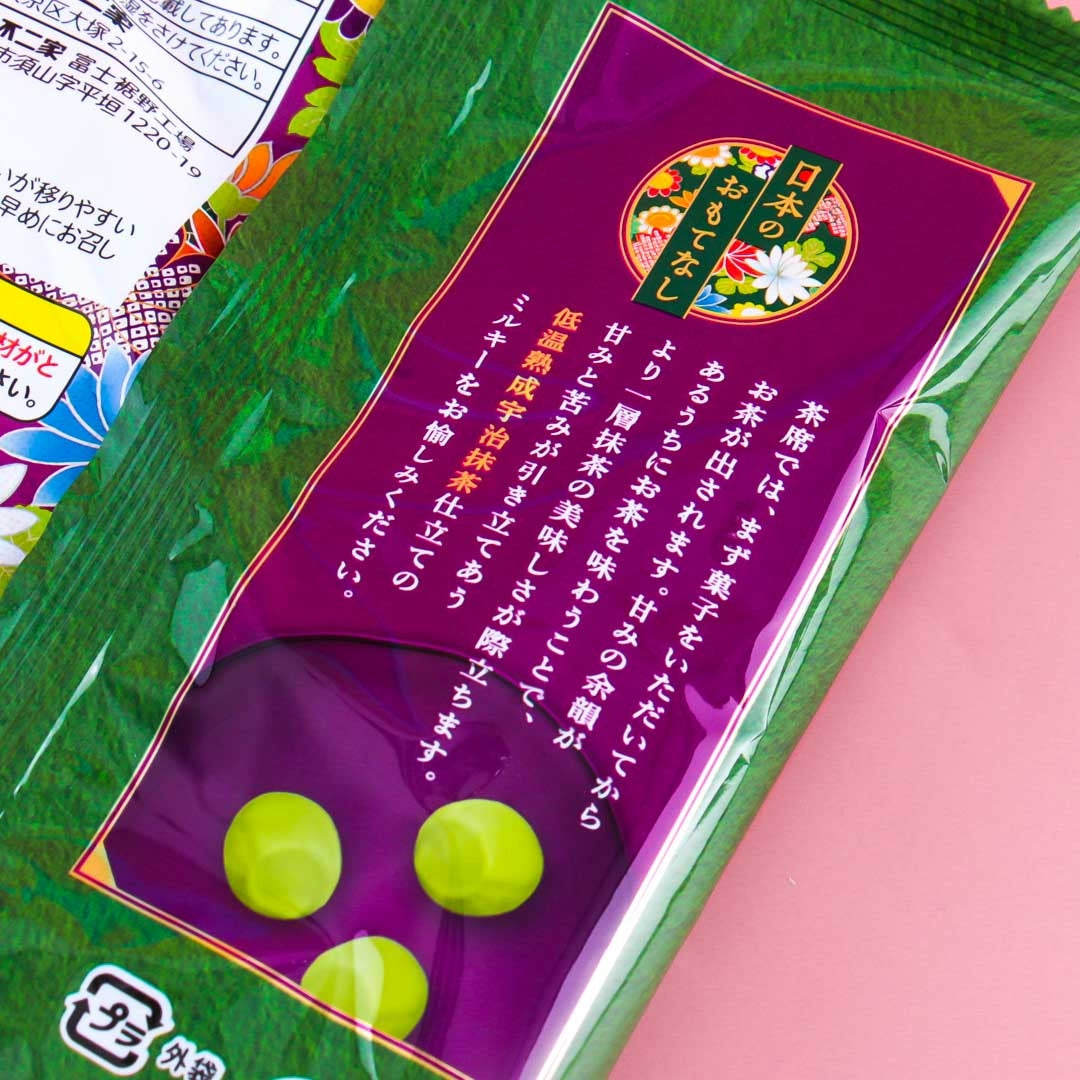 載してあります。
湿をさけてください。
京区大塚2-15-6
不二家 富士裾野工場
市須山字平垣1220-19
いが移りやすい
早めにお召し
材がと
さい。
日本の
おもてなし
茶席では、まず菓子をいただいてから
お茶が出されます。甘みの余韻が
あるうちにお茶を味わうことで、
より一層抹茶の美味しさが際立ちます。
甘みと苦みが引き立てあう
低温熟成宇治抹茶仕立ての
ミルキーをお愉しみください。
プラ
外袋